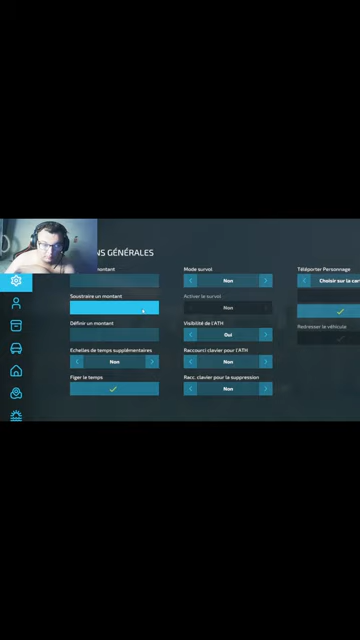 NS GÉNÉRALES
montant
Soustraire un montant
Définir un montant
Echelles de temps supplémentaires
Non
Figer le temps
Mode survol
Non
Activer le survol
Non
Visibilité de l'ATH
Oui
Raccourci clavier pour l'ATH
Non
Racc. clavier pour la suppression
Non
Téléporter Personnage
Choisir sur la car
Redressez le véhicule